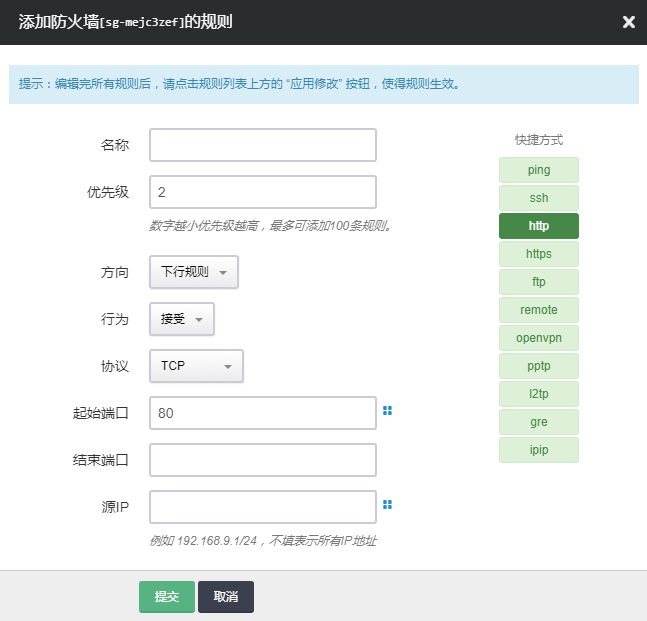 添加防火墙[sg-mejc3zef]的规则
提示：编辑完所有规则后，请点击规则列表上方的 “应用修改” 按钮，使得规则生效。
名称
优先级
2
数字越小优先级越高，最多可添加100条规则。
方向
下行规则
行为
接受
协议
TCP
起始端口
80
结束端口
源IP
例如 192.168.9.1/24，不填表示所有IP地址
快捷方式
ping
ssh
http
https
ftp
remote
openvpn
pptp
l2tp
gre
ipip
提交
取消